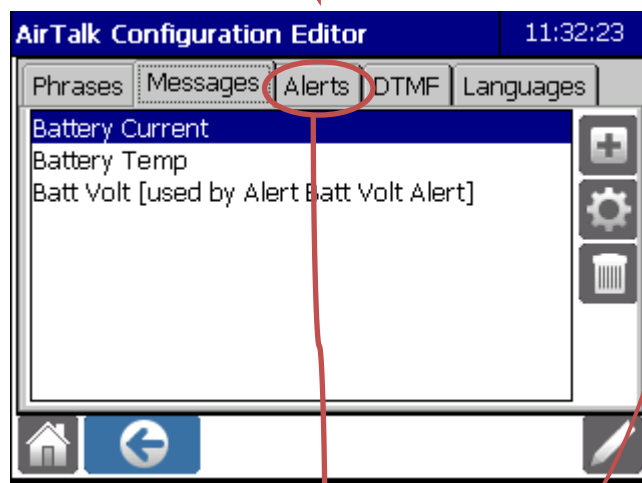 AirTalk Configuration Editor 11:32:23
Phrases Messages Alerts DTMF Languages
Battery Current
Battery Temp
Batt Volt [used by Alert Batt Volt Alert]